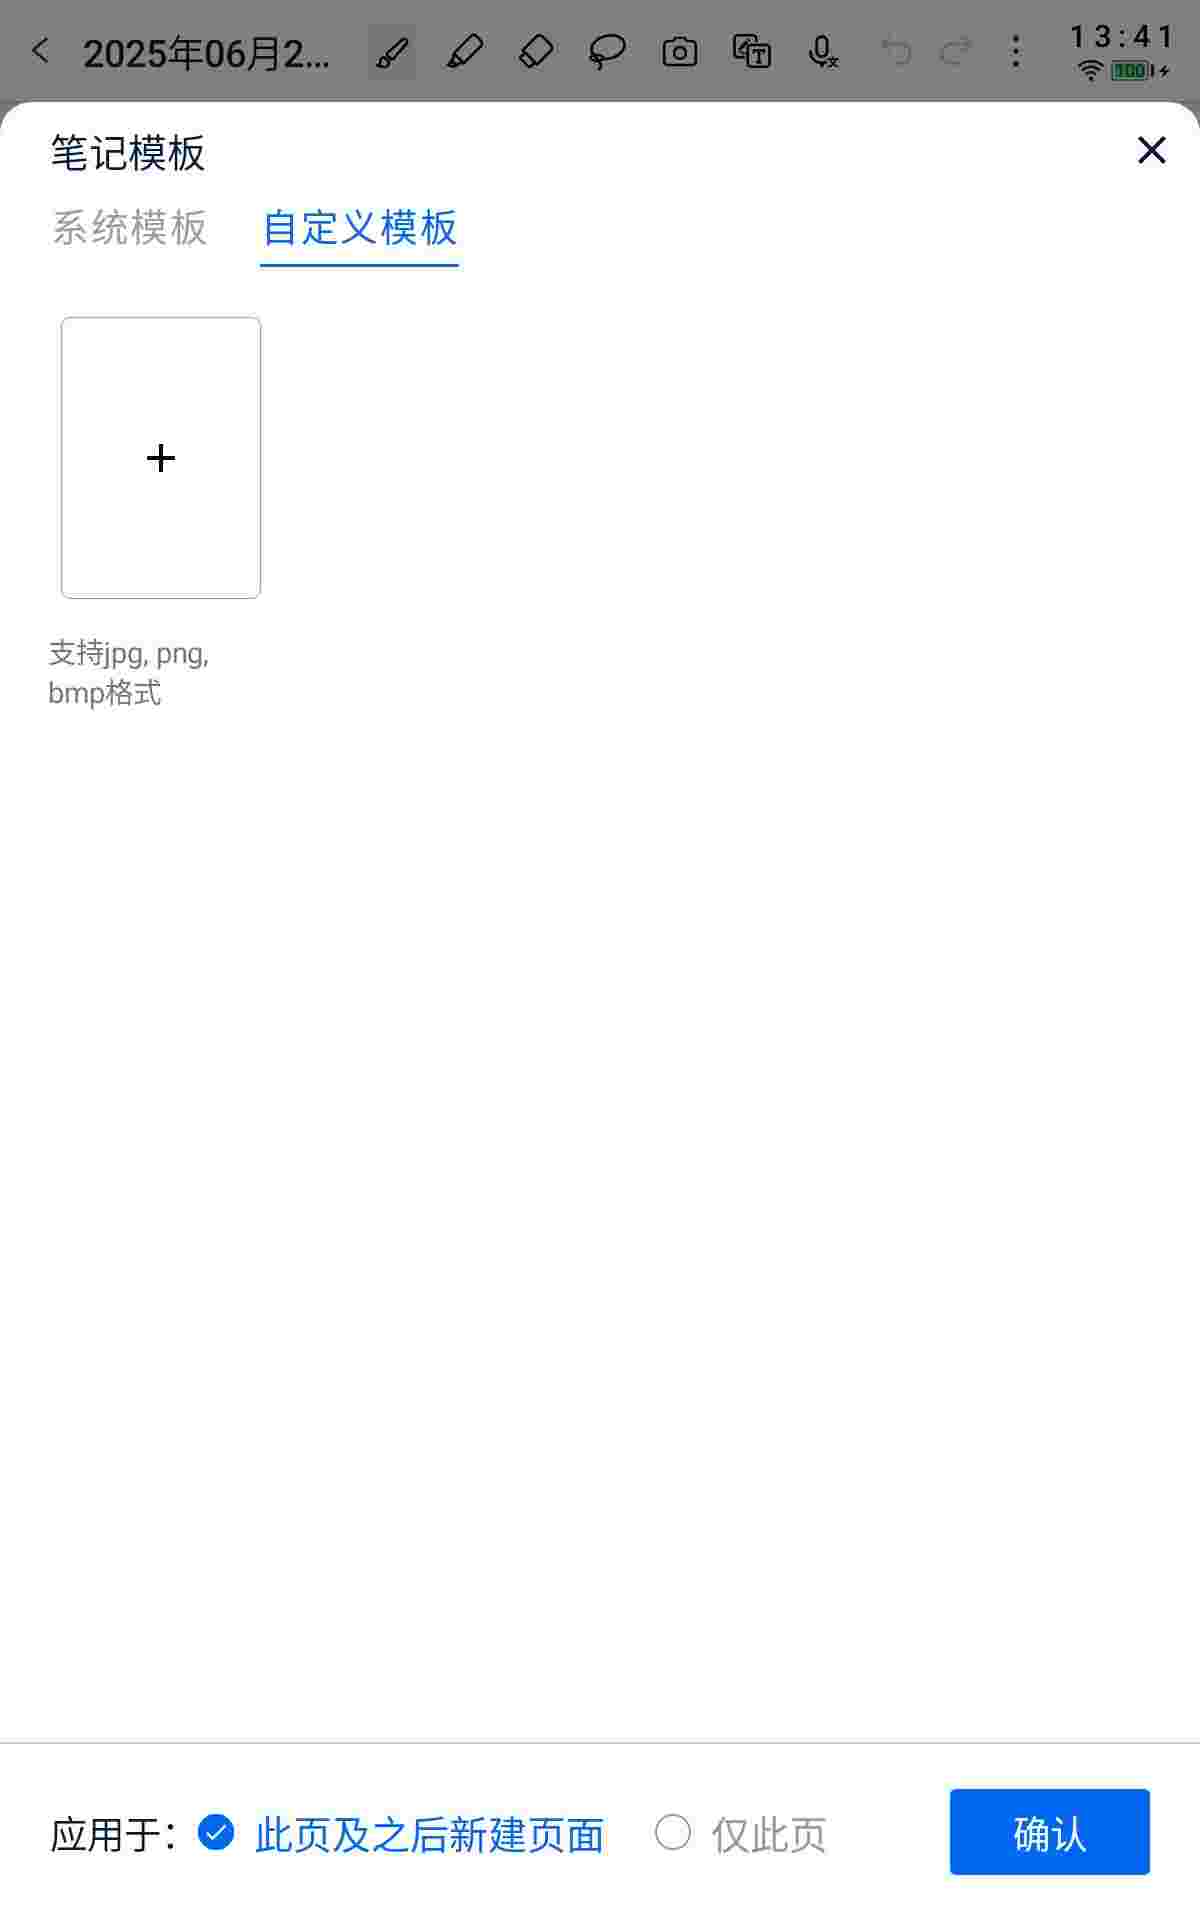 2025年06月2...
13:41
100
笔记模板
系统模板 自定义模板
支持jpg, png,
bmp格式
应用于： 此页及之后新建页面 仅此页 确认